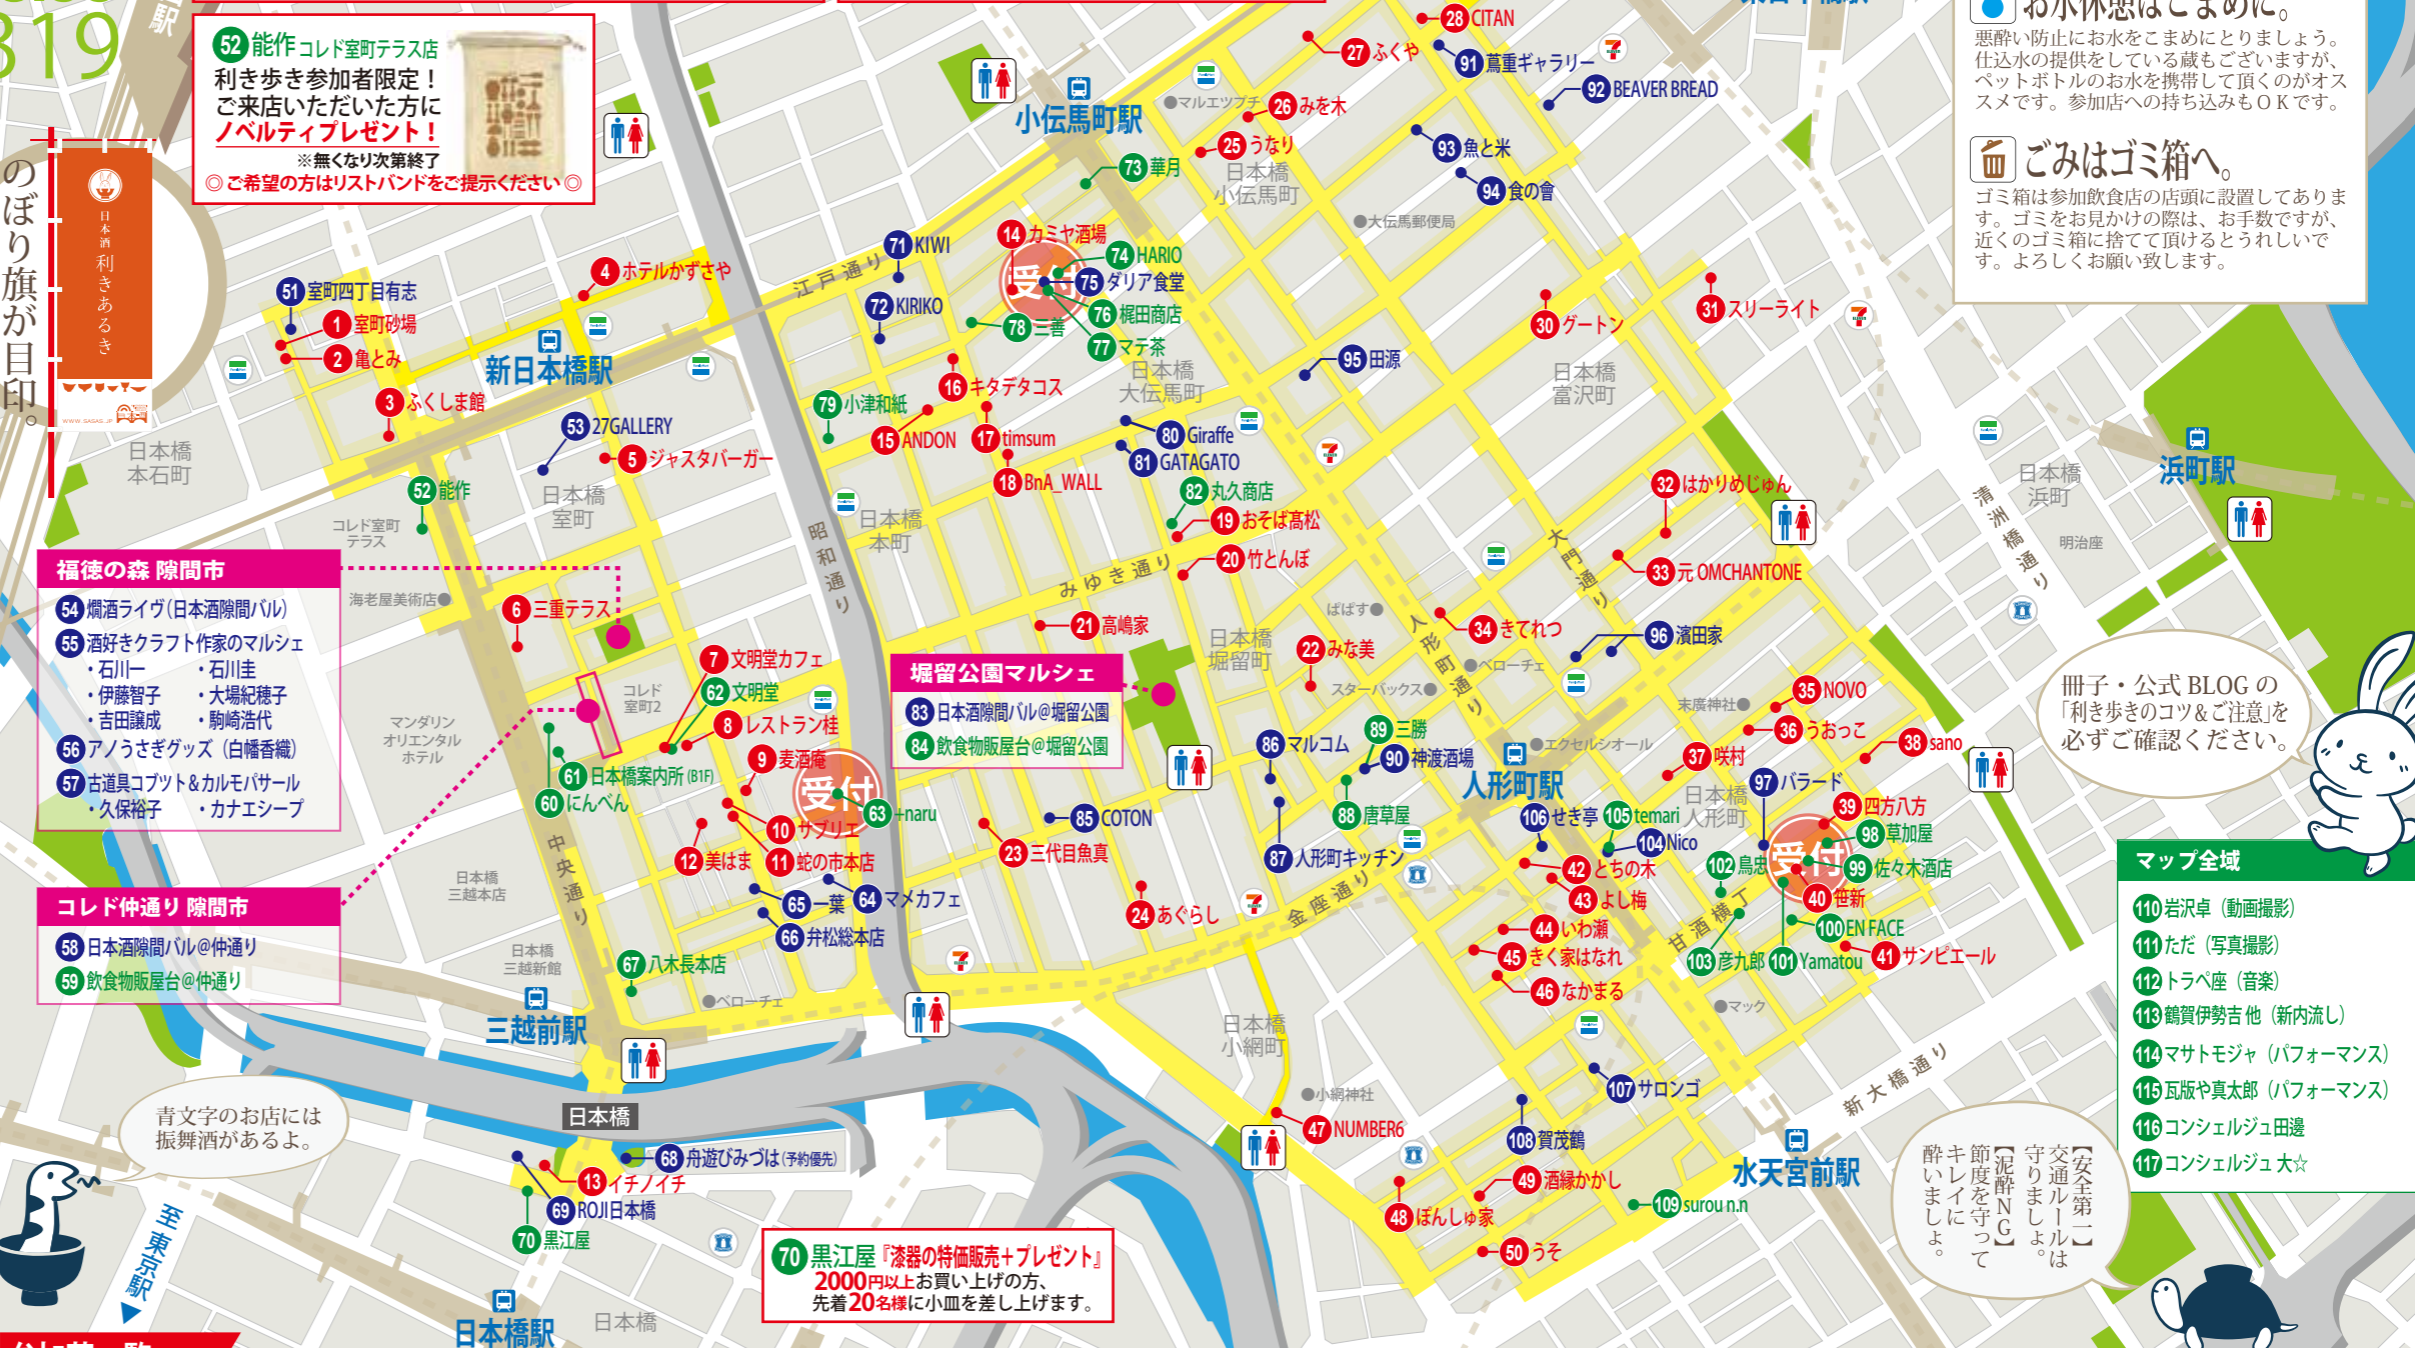 319
駅
52 能作 コレド室町テラス店
利き歩き参加者限定！
ご来店いただいた方に
ノベルティプレゼント！
※無くなり次第終了
◎ご希望の方はリストバンドをご提示ください◎
のぼり旗が目印。
日本酒 利きあるき
WWW.SASAS.JP
お水休憩はこまめに。
悪酔い防止にお水をこまめにとりましょう。
仕込水の提供をしている蔵もございますが、
ペットボトルのお水を携帯して頂くのがオス
スメです。参加店への持ち込みもＯＫです。
ごみはゴミ箱へ。
ゴミ箱は参加飲食店の店頭に設置してありま
す。ゴミをお見かけの際は、お手数ですが、
近くのゴミ箱に捨てて頂けるとうれしいで
す。よろしくお願い致します。
28 CITAN
27 ふくや
91 蔦重ギャラリー
92 BEAVER BREAD
●マルエツプチ
26 みを木
小伝馬町駅
25 うなり
93 魚と米
73 華月
日本橋
小伝馬町
94 食の會
●大伝馬郵便局
71 KIWI
14 カミヤ酒場
74 HARIO
受付
75 ダリア食堂
江戸通り
4 ホテルかずさや
51 室町四丁目有志
1 室町砂場
2 亀とみ
72 KIRIKO
76 梶田商店
78 三善
77 マテ茶
30 グートン
31 スリーライト
新日本橋駅
日本橋
大伝馬町
95 田源
日本橋
富沢町
16 キタデタコス
3 ふくしま館
79 小津和紙
53 27GALLERY
15 ANDON
17 timsum
80 Giraffe
81 GATAGATO
5 ジャスタバーガー
日本橋
本石町
浜町駅
日本橋
浜町
18 BnA_WALL
82 丸久商店
32 はかりめじゅん
52 能作
日本橋
室町
コレド室町
テラス
昭和通り
日本橋
本町
19 おそば髙松
清洲橋通り
明治座
大門通り
20 竹とんぼ
みゆき通り
33 元 OMCHANTONE
福徳の森 隙間市
54 燗酒ライヴ(日本酒隙間バル)
55 酒好きクラフト作家のマルシェ
・石川一 ・石川圭
・伊藤智子 ・大場紀穂子
・吉田譲成 ・駒崎浩代
56 アノうさぎグッズ（白幡香織）
57 古道具コブツト＆カルモパサール
・久保裕子 ・カナエシープ
海老屋美術店●
6 三重テラス
ぱぱす●
人形町通り
34 きてれつ
21 高嶋家
日本橋
堀留町
22 みな美
96 濱田家
●ベローチェ
スターバックス●
堀留公園マルシェ
83 日本酒隙間バル@堀留公園
84 飲食物販屋台@堀留公園
7 文明堂カフェ
62 文明堂
コレド
室町2
8 レストラン桂
マンダリン
オリエンタル
ホテル
9 麦酒庵
61 日本橋案内所(B1F)
60 にんべん
受付
63 +naru
10 サブリエ
11 蛇の市本店
12 美はま
末廣神社●
35 NOVO
36 うおっこ
38 sano
37 咲村
89 三勝
86 マルコム
90 神渡酒場
●エクセルシオール
人形町駅
97 バラード
日本橋
人形町
39 四方八方
98 草加屋
受付
99 佐々木酒店
88 唐草屋
106 せき亭
105 temari
104 Nico
102 鳥忠
85 COTON
87 人形町キッチン
23 三代目魚真
中央通り
日本橋
三越本店
65 一葉
64 マメカフェ
66 弁松総本店
24 あぐらし
金座通り
42 とちの木
43 よし梅
40 笹新
100 EN FACE
44 いわ瀬
甘酒横丁
45 きく家はなれ
103 彦九郎
101 Yamatou
41 サンピエール
46 なかまる
コレド仲通り 隙間市
58 日本酒隙間バル@仲通り
59 飲食物販屋台@仲通り
日本橋
三越新館
67 八木長本店
●ベローチェ
三越前駅
●マック
日本橋
小網町
●小網神社
107 サロンゴ
新大橋通り
47 NUMBER6
108 賀茂鶴
水天宮前駅
日本橋
68 舟遊びみづは(予約優先)
13 イチノイチ
69 ROJI日本橋
70 黒江屋
49 酒縁かかし
109 surou n.n
48 ぽんしゅ家
50 うそ
青文字のお店には
振舞酒があるよ。
至東京駅
日本橋駅
日本橋
70 黒江屋『漆器の特価販売＋プレゼント』
2000円以上お買い上げの方、
先着20名様に小皿を差し上げます。
冊子・公式 BLOG の
「利き歩きのコツ＆ご注意」を
必ずご確認ください。
マップ全域
110 岩沢卓（動画撮影）
111 ただ（写真撮影）
112 トラペ座（音楽）
113 鶴賀伊勢吉 他（新内流し）
114 マサトモジャ（パフォーマンス）
115 瓦版や真太郎（パフォーマンス）
116 コンシェルジュ田邊
117 コンシェルジュ 大☆
【安全第一】
交通ルールは
守りましょ。
【泥酔NG】
節度を守って
キレイに
酔いましょ。